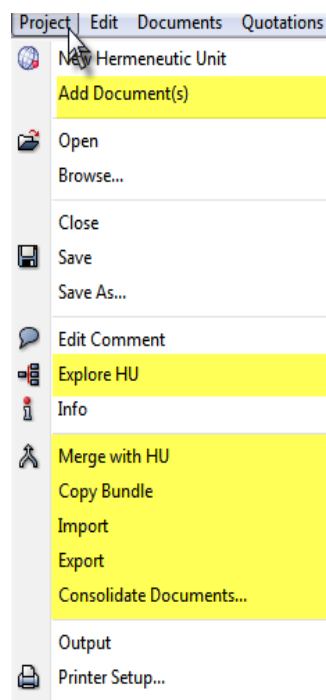 Project Edit Documents Quotations
New Hermeneutic Unit
Add Document(s)
Open
Browse...
Close
Save
Save As...
Edit Comment
Explore HU
Info
Merge with HU
Copy Bundle
Import
Export
Consolidate Documents...
Output
Printer Setup...